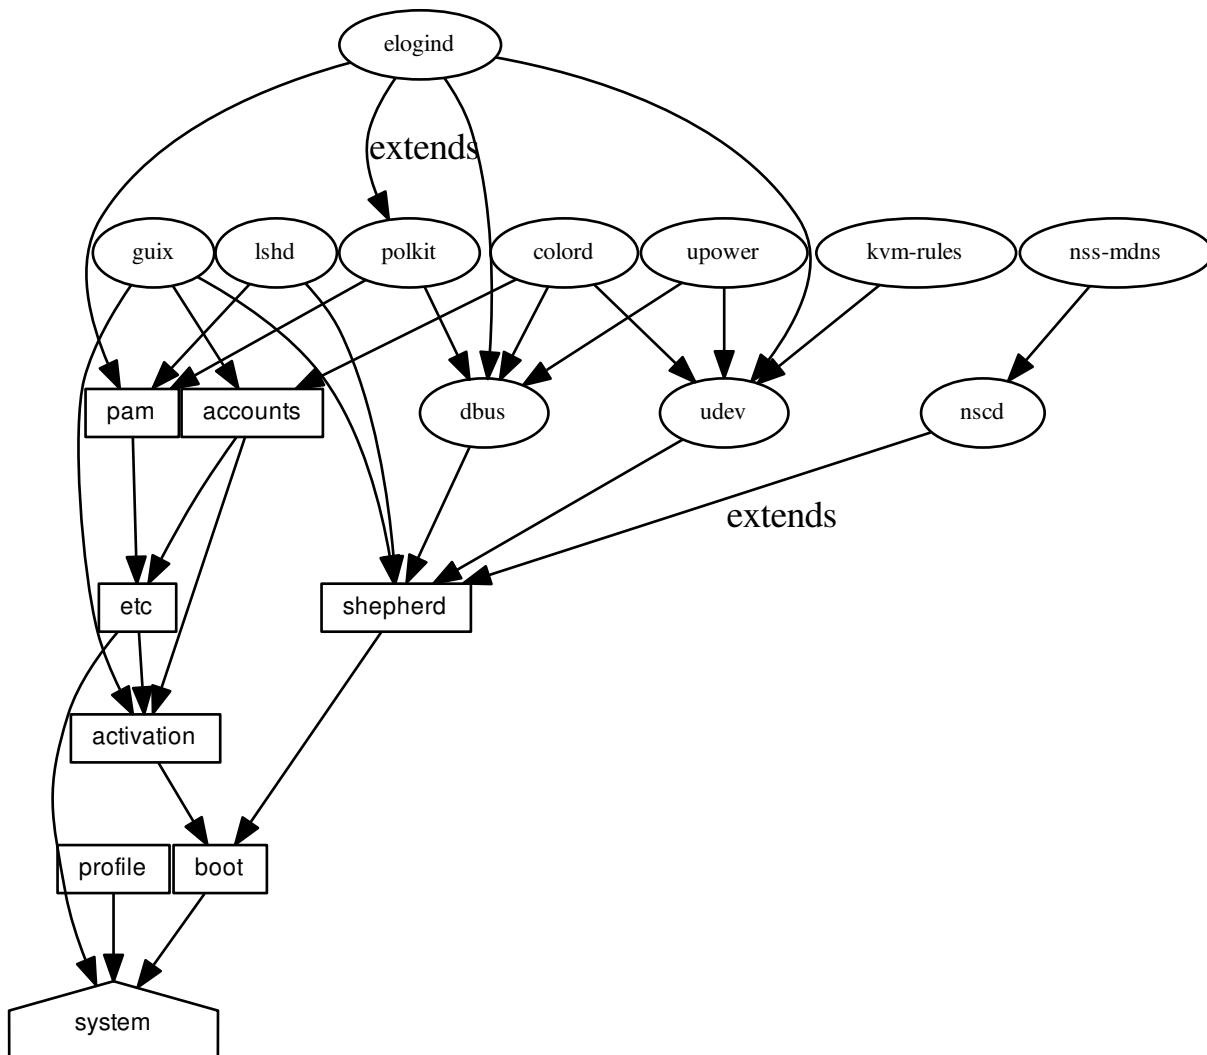 elogind
extends
guix
lshd
polkit
colord
upower
kvm-rules
nss-mdns
pam
accounts
dbus
udev
nscd
extends
etc
shepherd
activation
profile
boot
system